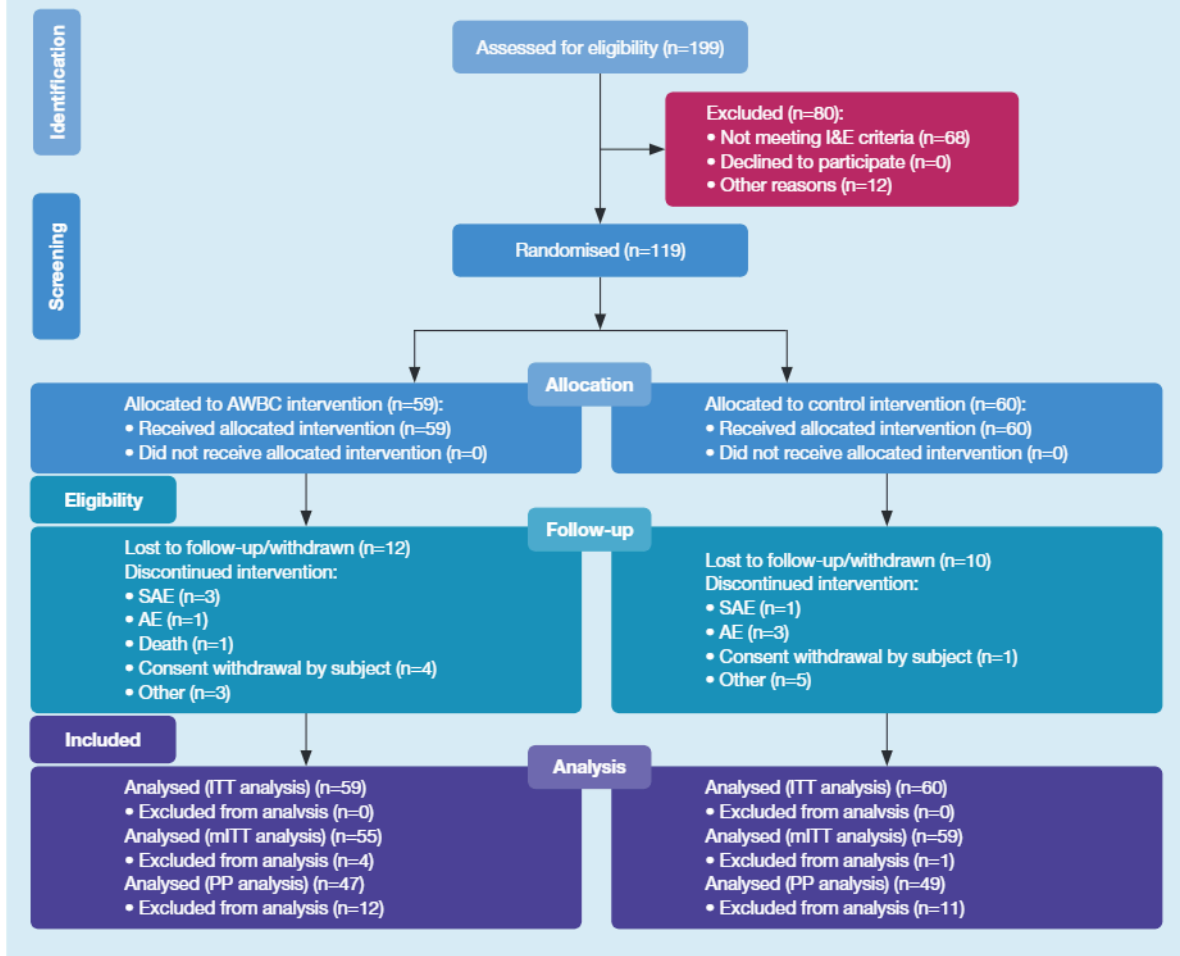 Identification
Assessed for eligibility (n=199)
Excluded (n=80):
• Not meeting I&E criteria (n=68)
• Declined to participate (n=0)
• Other reasons (n=12)
Screening
Randomised (n=119)
Allocation
Allocated to AWBC intervention (n=59):
• Received allocated intervention (n=59)
• Did not receive allocated intervention (n=0)
Allocated to control intervention (n=60):
• Received allocated intervention (n=60)
• Did not receive allocated intervention (n=0)
Eligibility
Follow-up
Lost to follow-up/withdrawn (n=12)
Discontinued intervention:
• SAE (n=3)
• AE (n=1)
• Death (n=1)
• Consent withdrawal by subject (n=4)
• Other (n=3)
Lost to follow-up/withdrawn (n=10)
Discontinued intervention:
• SAE (n=1)
• AE (n=3)
• Consent withdrawal by subject (n=1)
• Other (n=5)
Included
Analysis
Analysed (ITT analysis) (n=59)
• Excluded from analvsis (n=0)
Analysed (mITT analysis) (n=55)
• Excluded from analysis (n=4)
Analysed (PP analysis) (n=47)
• Excluded from analysis (n=12)
Analysed (ITT analysis) (n=60)
• Excluded from analvsis (n=0)
Analysed (mITT analysis) (n=59)
• Excluded from analysis (n=1)
Analysed (PP analysis) (n=49)
• Excluded from analysis (n=11)